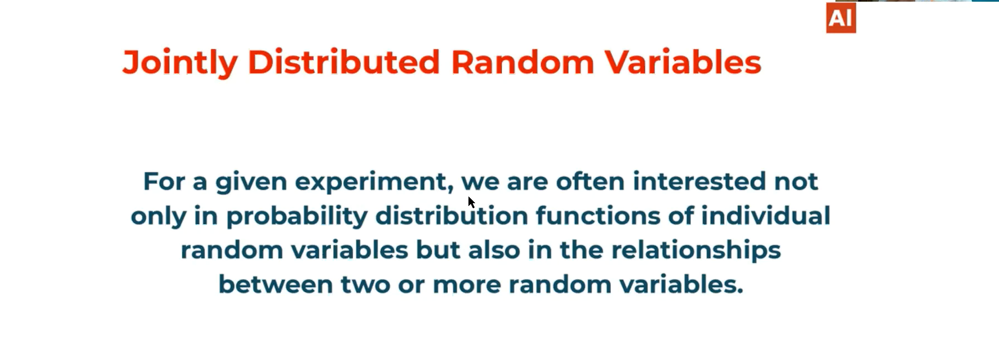 AI
Jointly Distributed Random Variables
For a given experiment, we are often interested not
only in probability distribution functions of individual
random variables but also in the relationships
between two or more random variables.